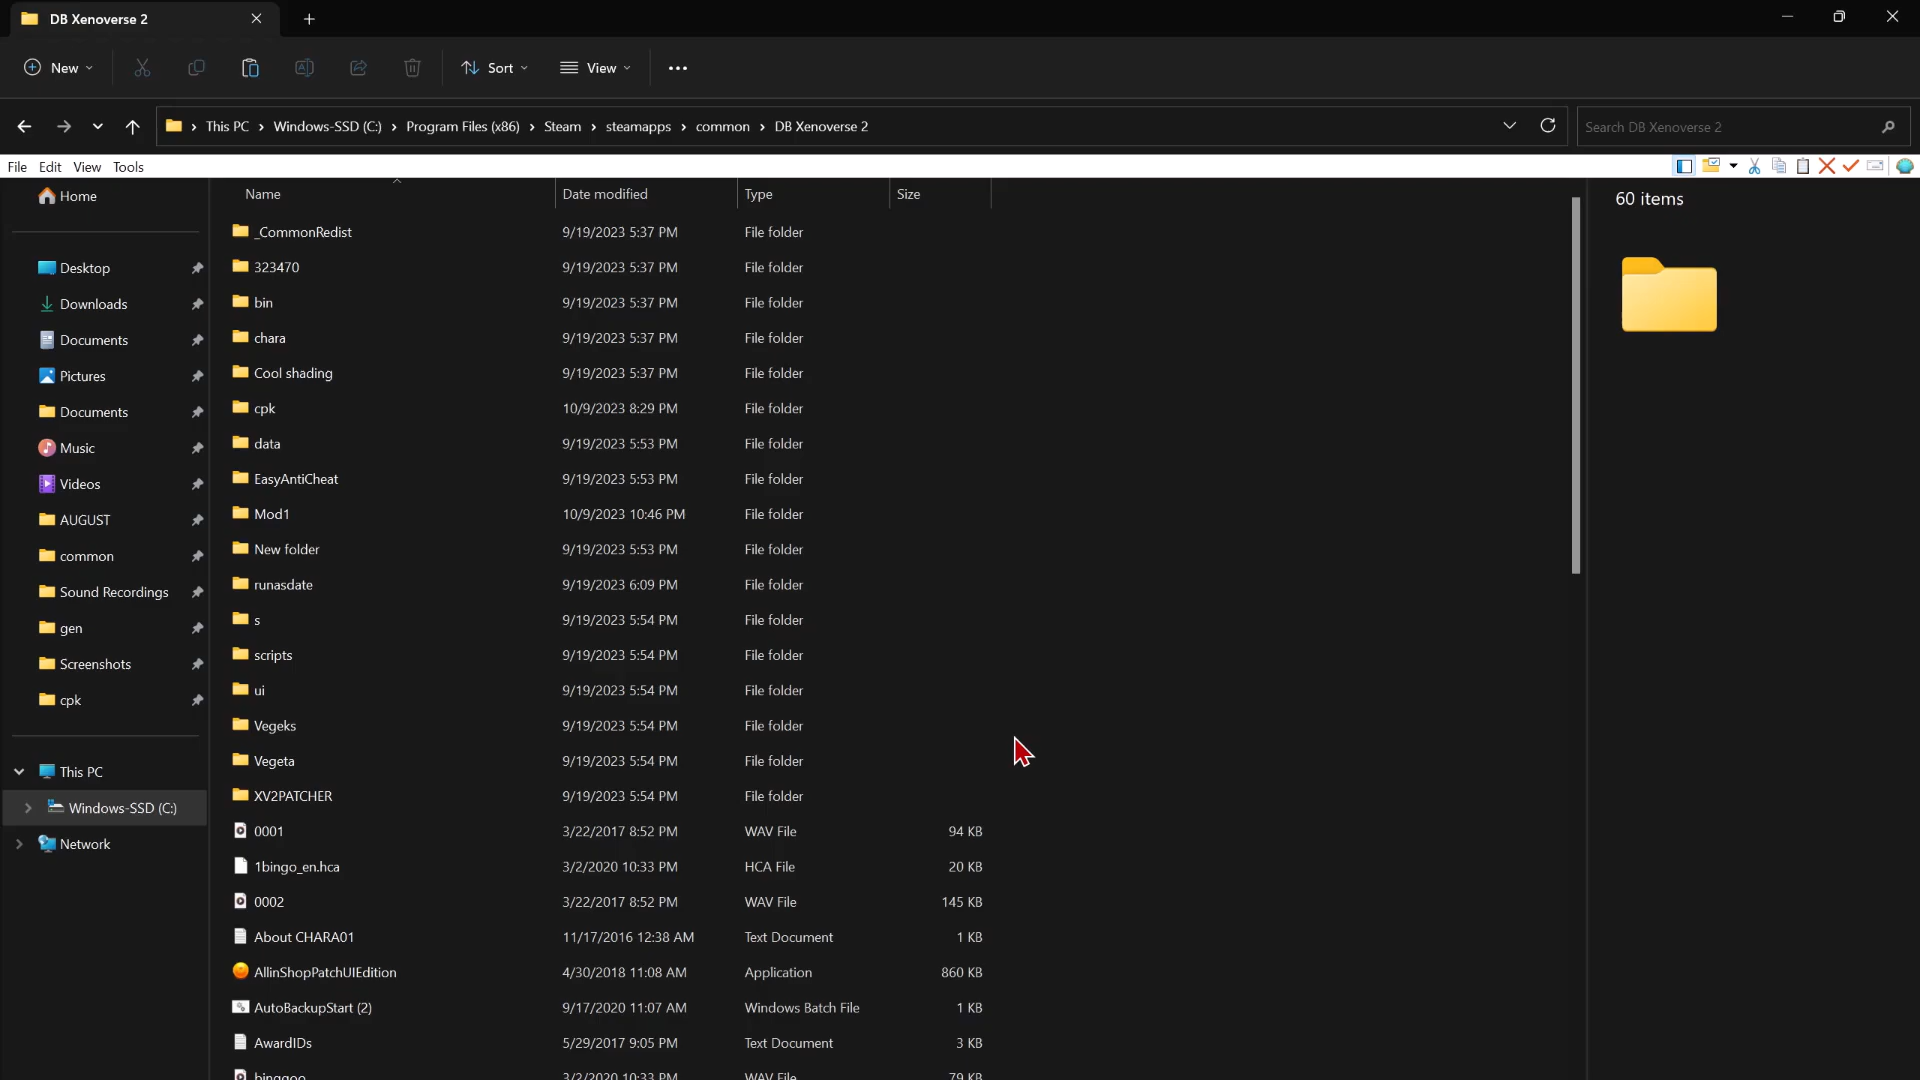 DB Xenoverse 2
New
Sort
View
This PC > Windows-SSD (C:) > Program Files (x86) > Steam > steamapps > common > DB Xenoverse 2
Search DB Xenoverse 2
File Edit View Tools
Home
Desktop
Downloads
Documents
Pictures
Documents
Music
Videos
AUGUST
common
Sound Recordings
gen
Screenshots
cpk
This PC
Windows-SSD (C:)
Network
Name Date modified Type Size
_CommonRedist 9/19/2023 5:37 PM File folder
323470 9/19/2023 5:37 PM File folder
bin 9/19/2023 5:37 PM File folder
chara 9/19/2023 5:37 PM File folder
Cool shading 9/19/2023 5:37 PM File folder
cpk 10/9/2023 8:29 PM File folder
data 9/19/2023 5:53 PM File folder
EasyAntiCheat 9/19/2023 5:53 PM File folder
Mod1 10/9/2023 10:46 PM File folder
New folder 9/19/2023 5:53 PM File folder
runasdate 9/19/2023 6:09 PM File folder
s 9/19/2023 5:54 PM File folder
scripts 9/19/2023 5:54 PM File folder
ui 9/19/2023 5:54 PM File folder
Vegeks 9/19/2023 5:54 PM File folder
Vegeta 9/19/2023 5:54 PM File folder
XV2PATCHER 9/19/2023 5:54 PM File folder
0001 3/22/2017 8:52 PM WAV File 94 KB
1bingo_en.hca 3/2/2020 10:33 PM HCA File 20 KB
0002 3/22/2017 8:52 PM WAV File 145 KB
About CHARA01 11/17/2016 12:38 AM Text Document 1 KB
AllinShopPatchUIEdition 4/30/2018 11:08 AM Application 860 KB
AutoBackupStart (2) 9/17/2020 11:07 AM Windows Batch File 1 KB
AwardIDs 5/29/2017 9:05 PM Text Document 3 KB
binggoo 3/2/2020 10:33 PM WAV File 79 KB
60 items